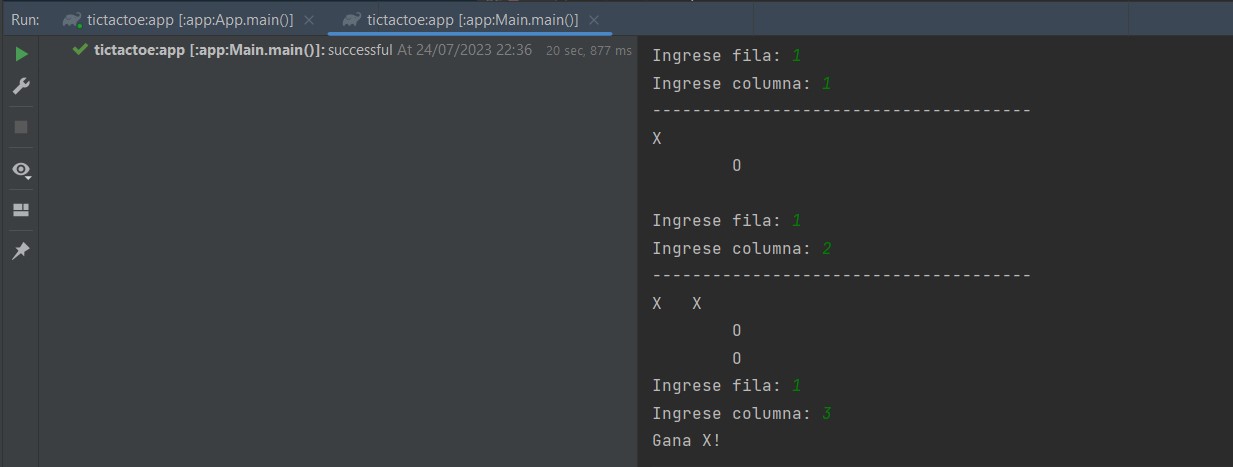 Run: tictactoe:app [:app:App.main()] tictactoe:app [:app:Main.main()]
tictactoe:app [:app:Main.main()]: successful At 24/07/2023 22:36 20 sec, 877 ms
Ingrese fila: 1
Ingrese columna: 1
--------------------------------------
X
O
Ingrese fila: 1
Ingrese columna: 2
--------------------------------------
X   X
O
O
Ingrese fila: 1
Ingrese columna: 3
Gana X!